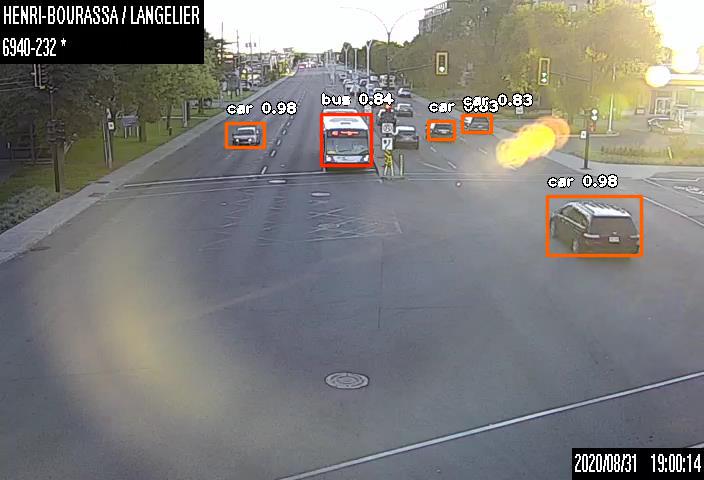 HENRI-BOURASSA / LANGELIER
6940-232 *
car 0.98
bus 0.84
car 0.83
car 0.98
2020/08/31 19:00:14